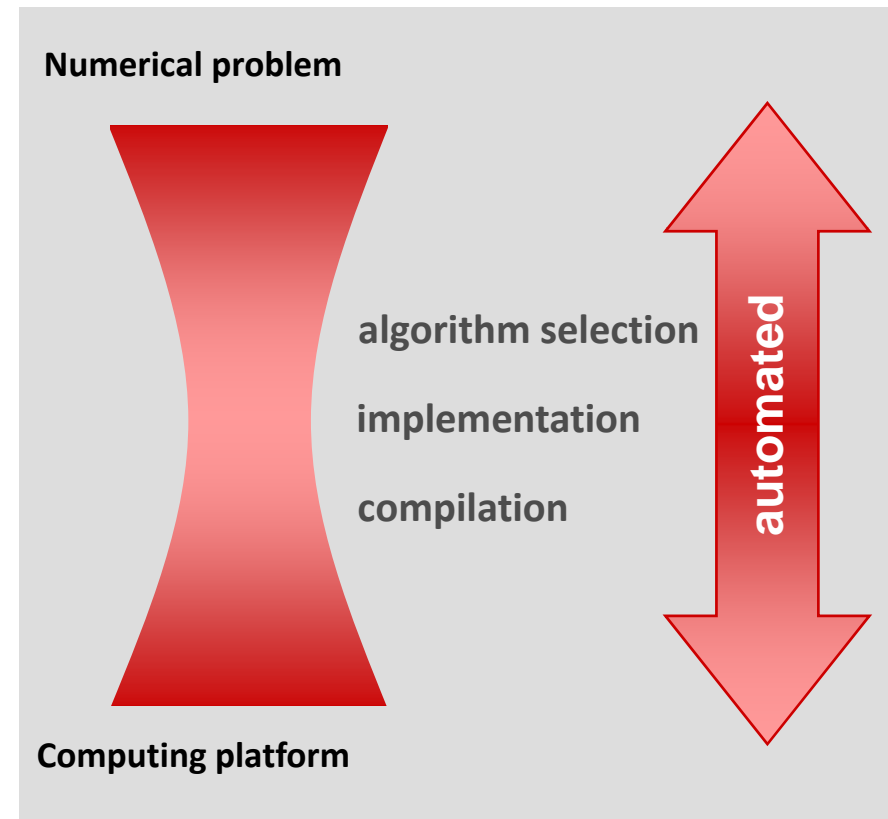 Numerical problem
algorithm selection
implementation
compilation
automated
Computing platform